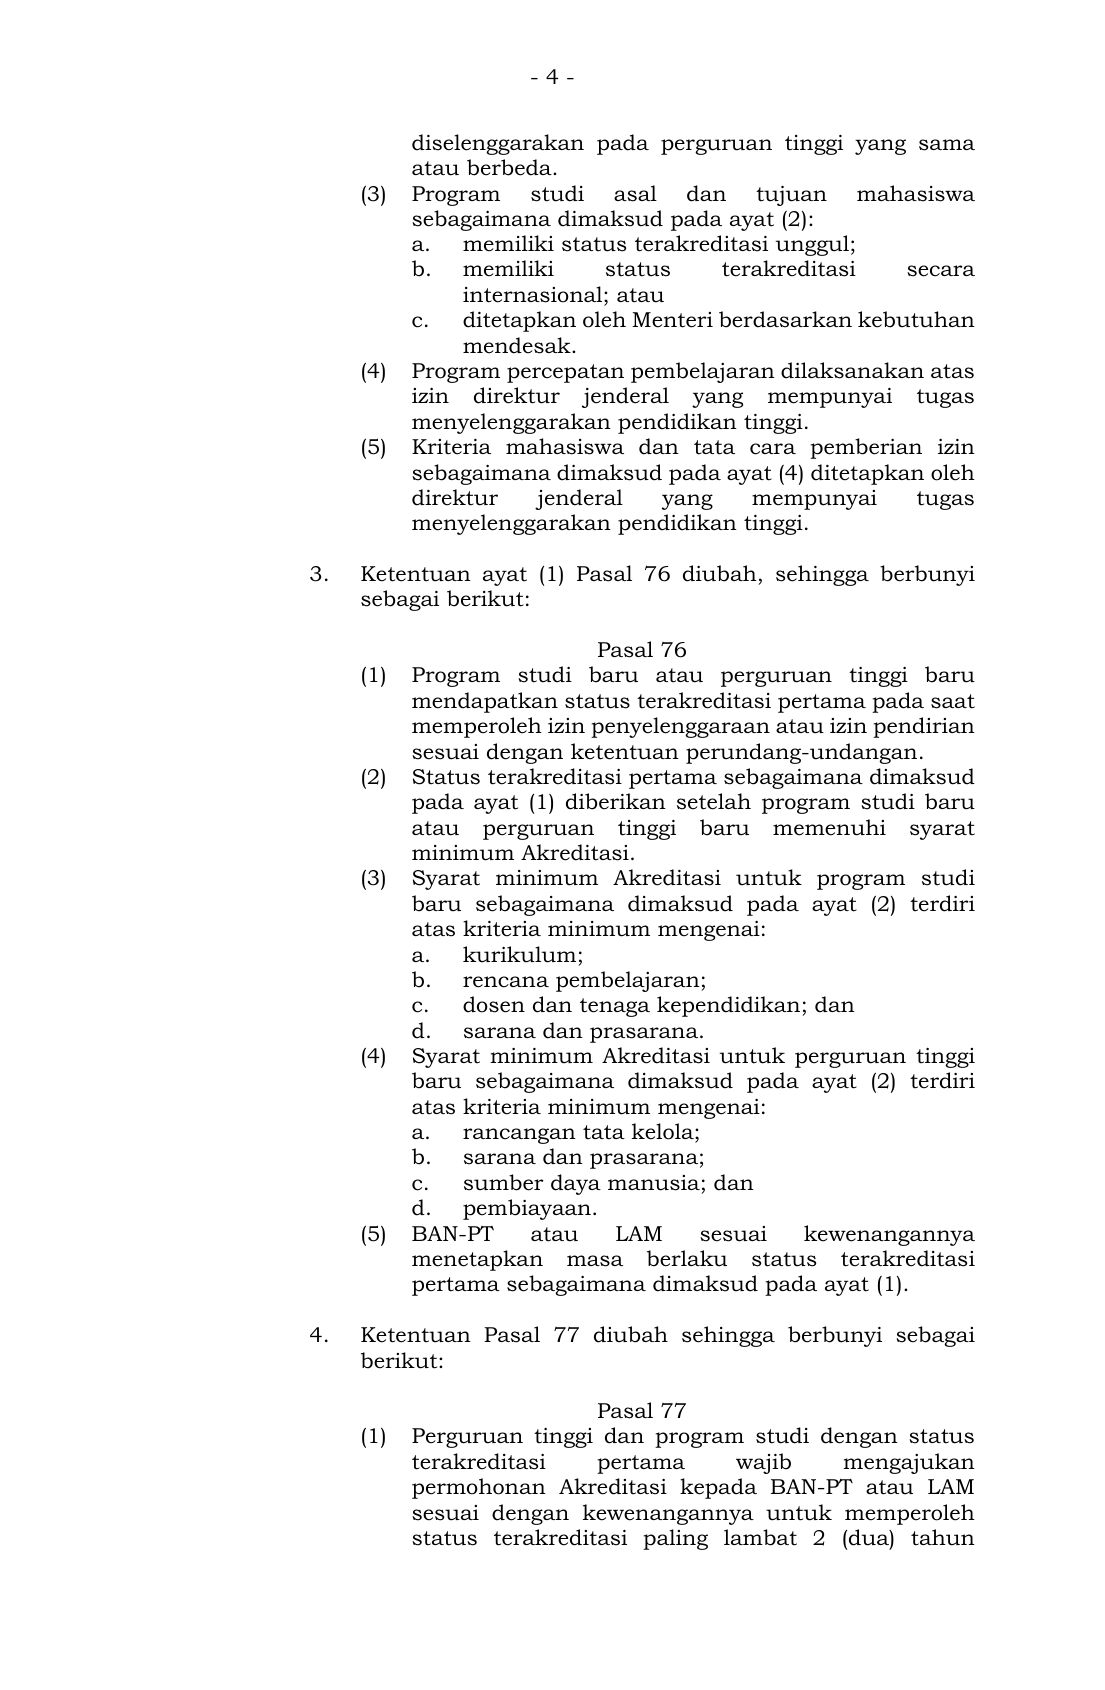 - 4 -
diselenggarakan pada perguruan tinggi yang sama
atau berbeda.
(3) Program studi asal dan tujuan mahasiswa
sebagaimana dimaksud pada ayat (2):
a. memiliki status terakreditasi unggul;
b. memiliki status terakreditasi secara
internasional; atau
c. ditetapkan oleh Menteri berdasarkan kebutuhan
mendesak.
(4) Program percepatan pembelajaran dilaksanakan atas
izin direktur jenderal yang mempunyai tugas
menyelenggarakan pendidikan tinggi.
(5) Kriteria mahasiswa dan tata cara pemberian izin
sebagaimana dimaksud pada ayat (4) ditetapkan oleh
direktur jenderal yang mempunyai tugas
menyelenggarakan pendidikan tinggi.
3. Ketentuan ayat (1) Pasal 76 diubah, sehingga berbunyi
sebagai berikut:
Pasal 76
(1) Program studi baru atau perguruan tinggi baru
mendapatkan status terakreditasi pertama pada saat
memperoleh izin penyelenggaraan atau izin pendirian
sesuai dengan ketentuan perundang-undangan.
(2) Status terakreditasi pertama sebagaimana dimaksud
pada ayat (1) diberikan setelah program studi baru
atau perguruan tinggi baru memenuhi syarat
minimum Akreditasi.
(3) Syarat minimum Akreditasi untuk program studi
baru sebagaimana dimaksud pada ayat (2) terdiri
atas kriteria minimum mengenai:
a. kurikulum;
b. rencana pembelajaran;
c. dosen dan tenaga kependidikan; dan
d. sarana dan prasarana.
(4) Syarat minimum Akreditasi untuk perguruan tinggi
baru sebagaimana dimaksud pada ayat (2) terdiri
atas kriteria minimum mengenai:
a. rancangan tata kelola;
b. sarana dan prasarana;
c. sumber daya manusia; dan
d. pembiayaan.
(5) BAN-PT atau LAM sesuai kewenangannya
menetapkan masa berlaku status terakreditasi
pertama sebagaimana dimaksud pada ayat (1).
4. Ketentuan Pasal 77 diubah sehingga berbunyi sebagai
berikut:
Pasal 77
(1) Perguruan tinggi dan program studi dengan status
terakreditasi pertama wajib mengajukan
permohonan Akreditasi kepada BAN-PT atau LAM
sesuai dengan kewenangannya untuk memperoleh
status terakreditasi paling lambat 2 (dua) tahun